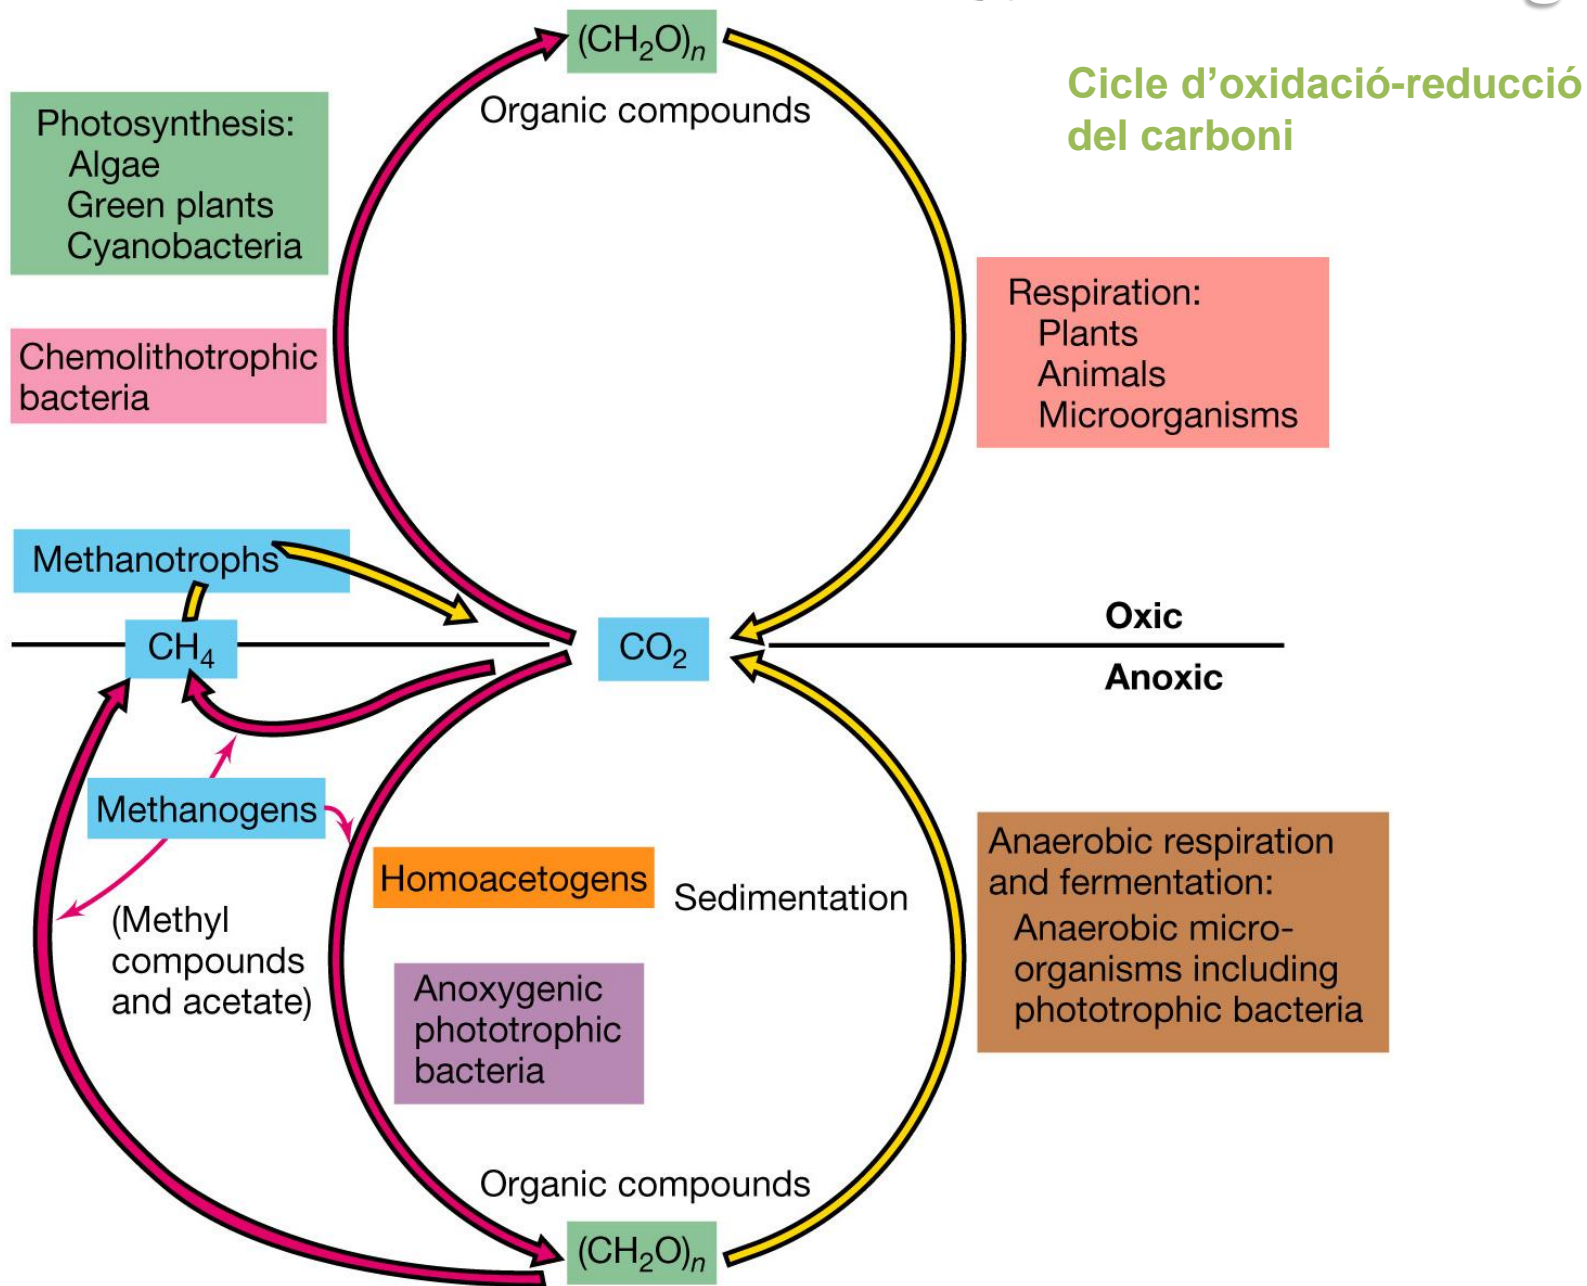 (CH₂O)ₙ
Organic compounds
Cicle d’oxidació-reducció
del carboni
Photosynthesis:
Algae
Green plants
Cyanobacteria
Respiration:
Plants
Animals
Microorganisms
Chemolithotrophic
bacteria
Methanotrophs
Oxic
CH₄
CO₂
Anoxic
Methanogens
Homoacetogens
Sedimentation
Anaerobic respiration
and fermentation:
Anaerobic micro-
organisms including
phototrophic bacteria
(Methyl
compounds
and acetate)
Anoxygenic
phototrophic
bacteria
Organic compounds
(CH₂O)ₙ